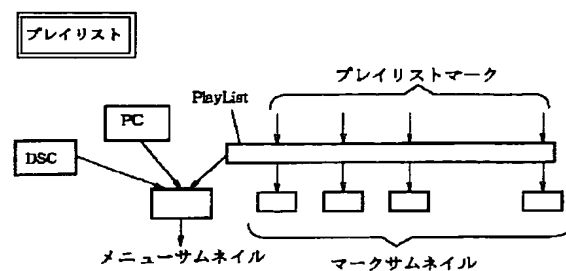 プレイリスト
プレイリストマーク
PlayList
PC
DSC
メニューサムネイル
マークサムネイル